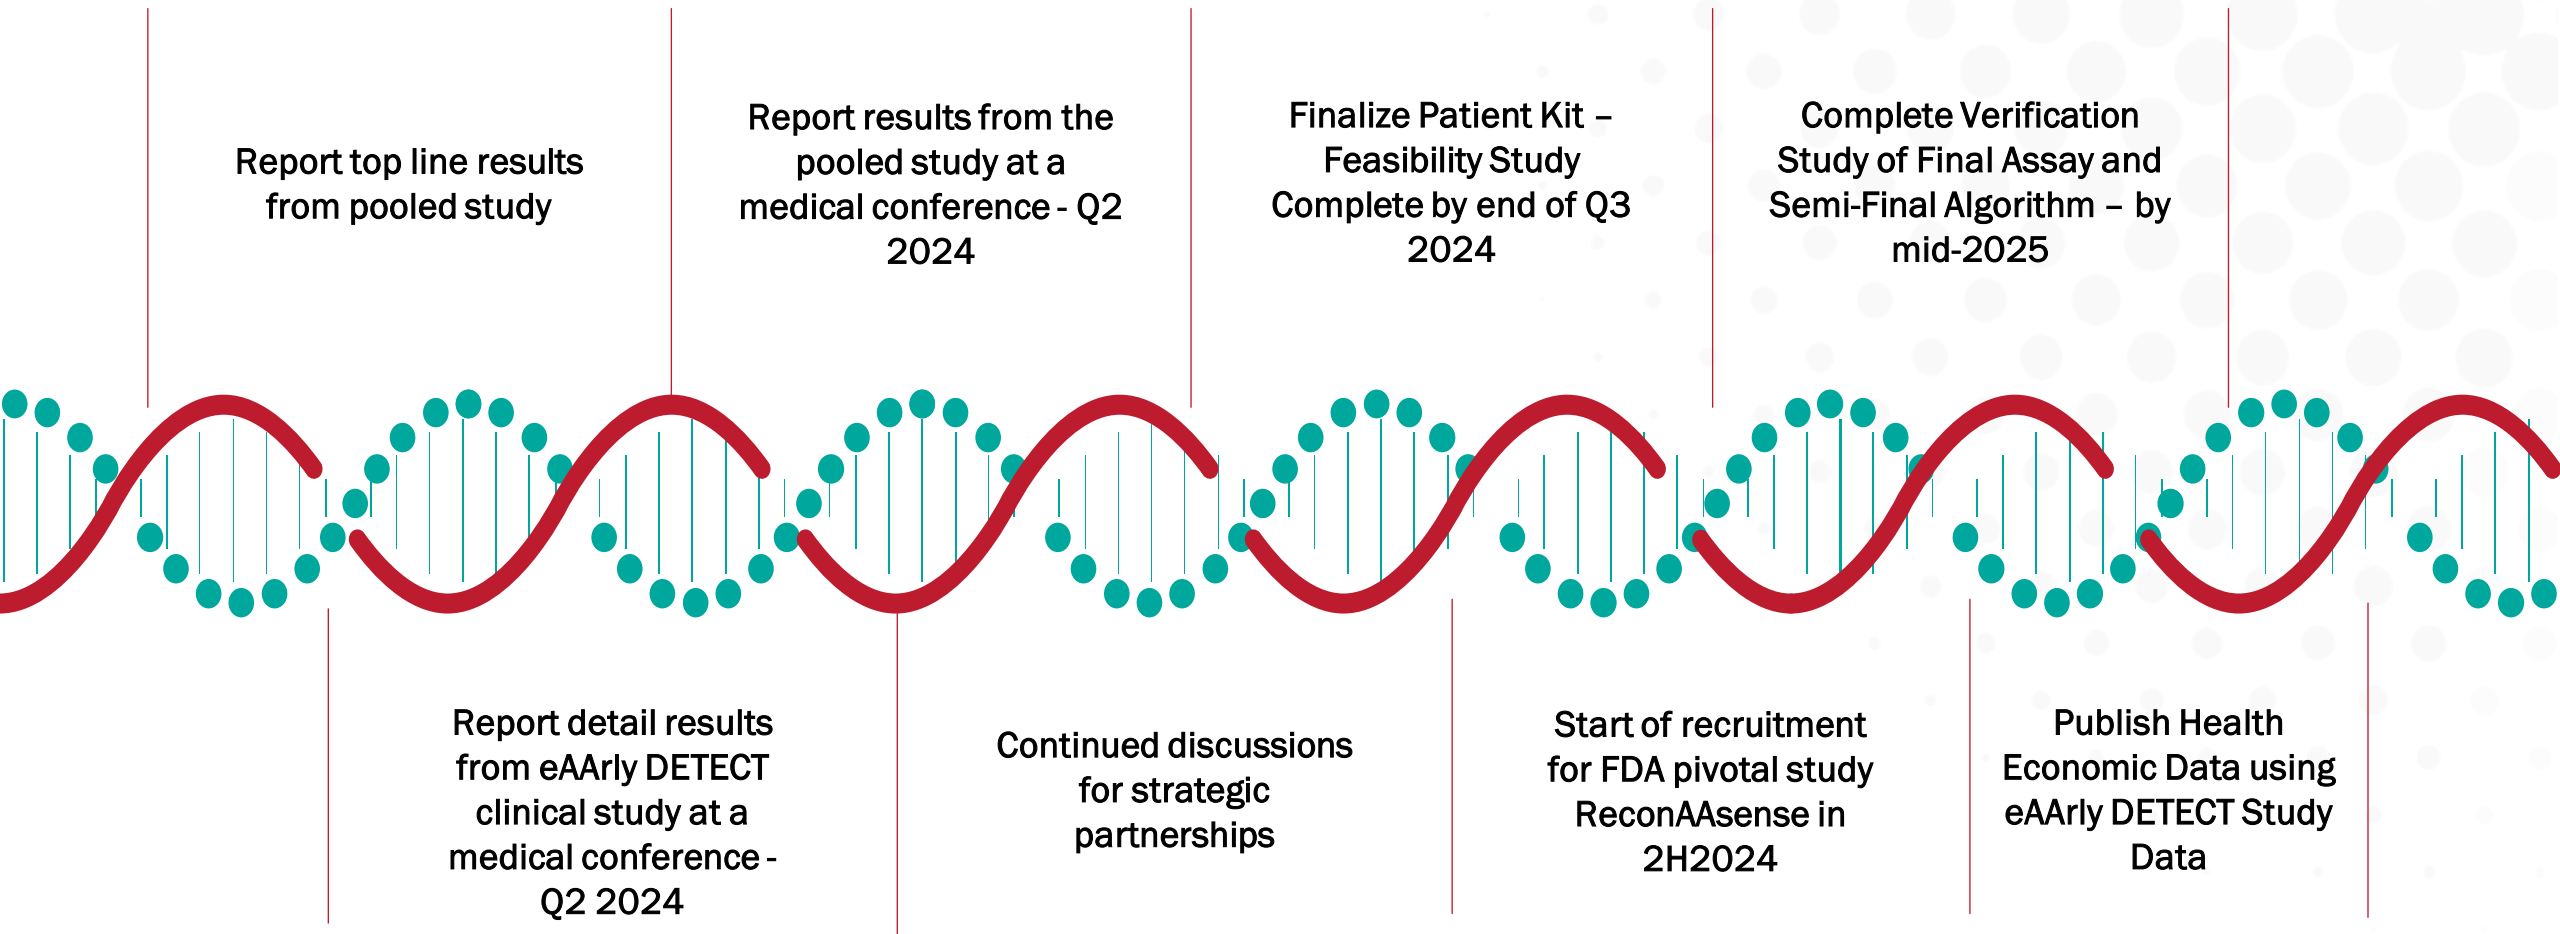 Report top line results
from pooled study
Report results from the
pooled study at a
medical conference - Q2
2024
Finalize Patient Kit –
Feasibility Study
Complete by end of Q3
2024
Complete Verification
Study of Final Assay and
Semi-Final Algorithm – by
mid-2025
Report detail results
from eAArly DETECT
clinical study at a
medical conference -
Q2 2024
Continued discussions
for strategic
partnerships
Start of recruitment
for FDA pivotal study
ReconAAsense in
2H2024
Publish Health
Economic Data using
eAArly DETECT Study
Data